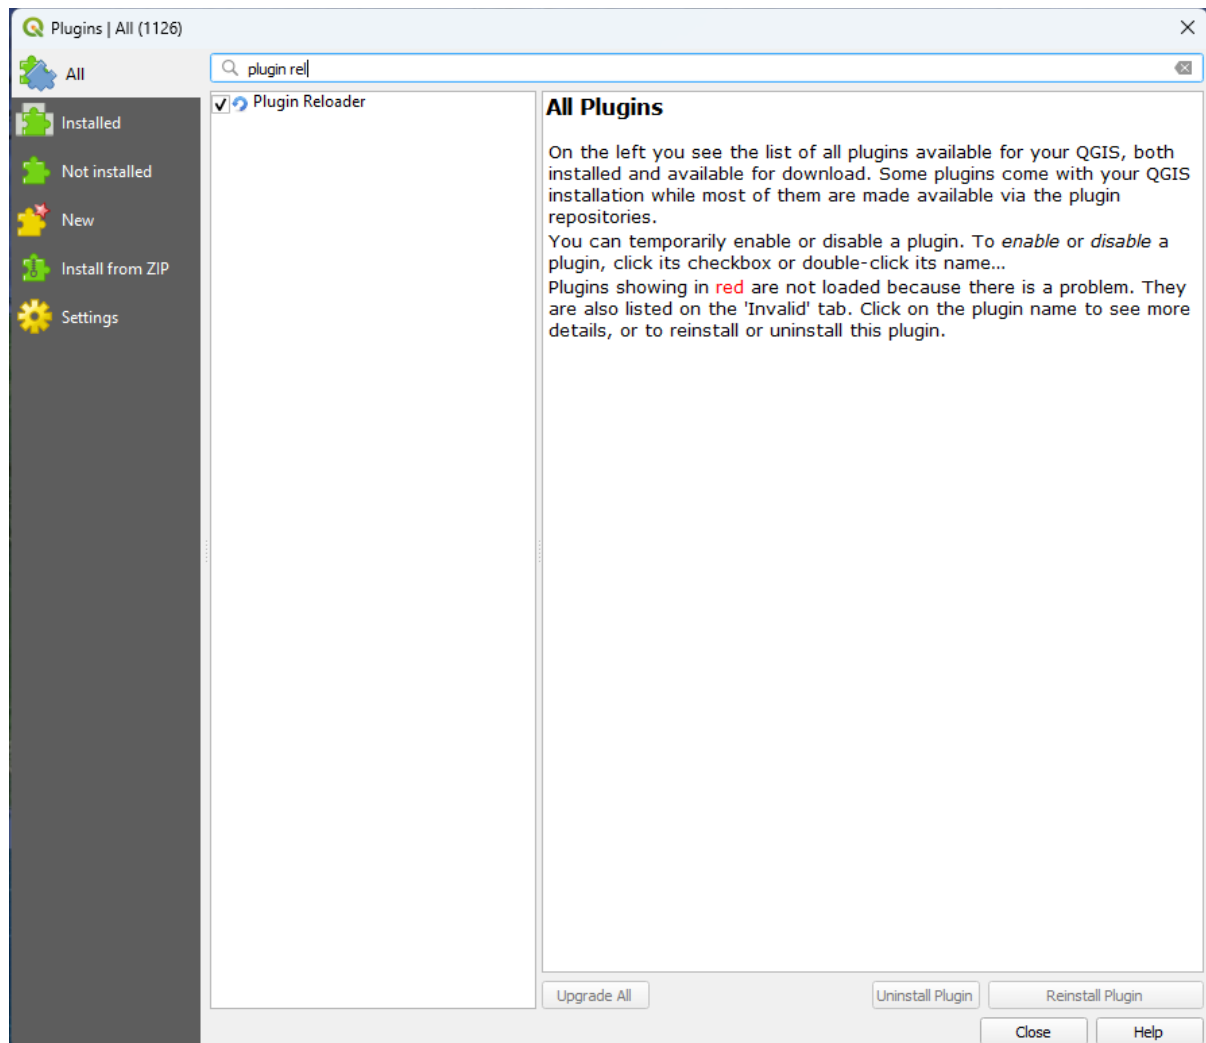 Plugins | All (1126)
All
plugin rel
Installed
Not installed
New
Install from ZIP
Settings
Plugin Reloader
All Plugins
On the left you see the list of all plugins available for your QGIS, both
installed and available for download. Some plugins come with your QGIS
installation while most of them are made available via the plugin
repositories.
You can temporarily enable or disable a plugin. To enable or disable a
plugin, click its checkbox or double-click its name...
Plugins showing in red are not loaded because there is a problem. They
are also listed on the 'Invalid' tab. Click on the plugin name to see more
details, or to reinstall or uninstall this plugin.
Upgrade All
Uninstall Plugin
Reinstall Plugin
Close
Help